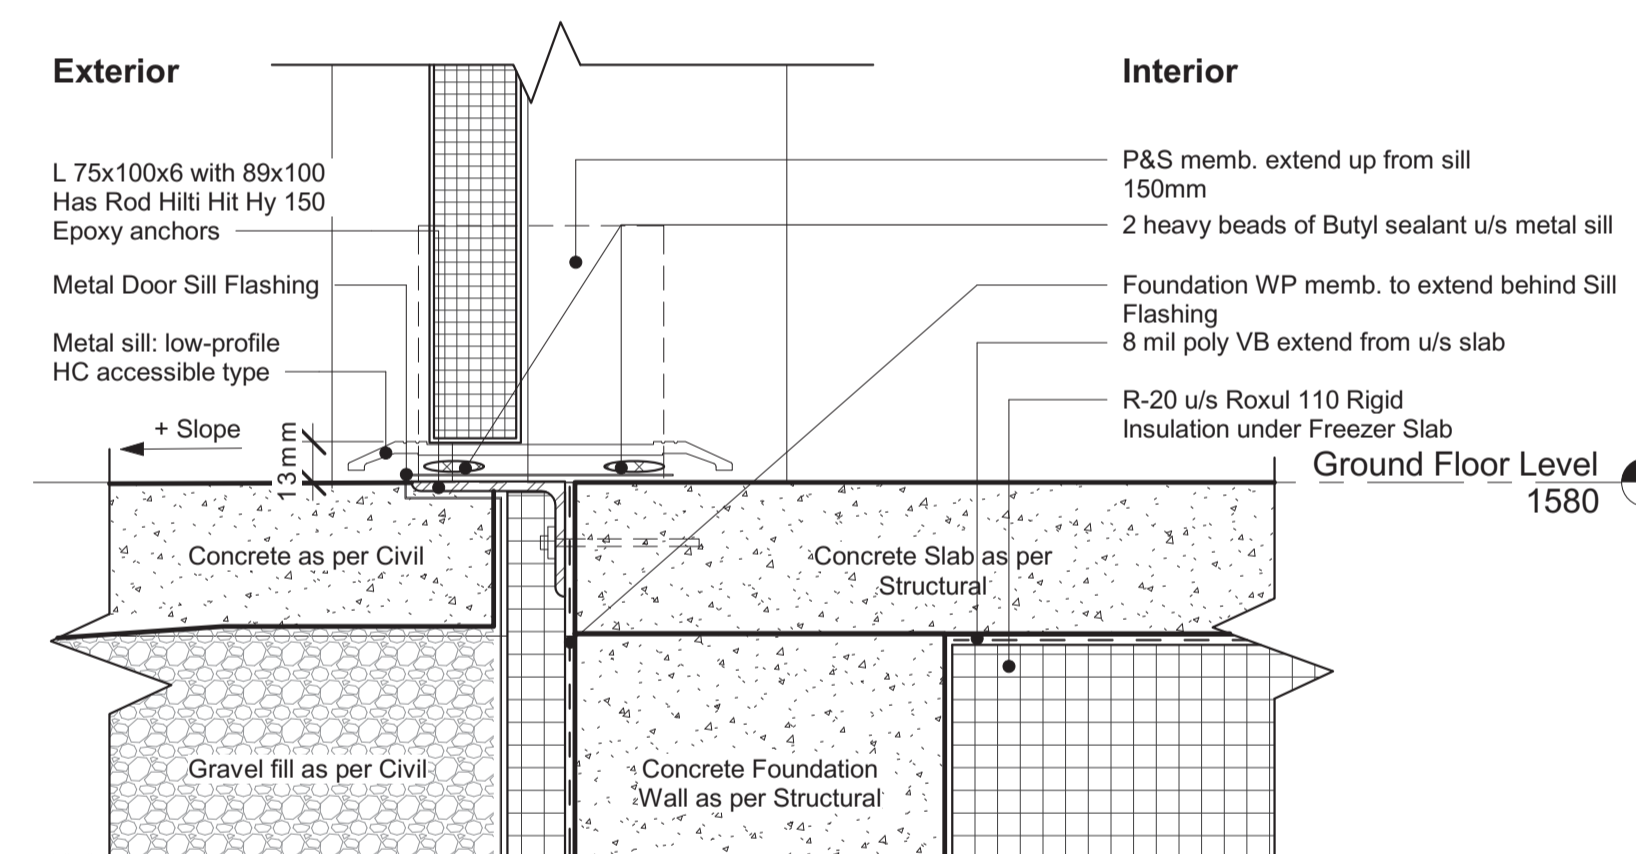 Exterior
Interior
L 75x100x6 with 89x100
Has Rod Hilti Hit Hy 150
Epoxy anchors
Metal Door Sill Flashing
Metal sill: low-profile
HC accessible type
+ Slope
13mm
P&S memb. extend up from sill
150mm
2 heavy beads of Butyl sealant u/s metal sill
Foundation WP memb. to extend behind Sill
Flashing
8 mil poly VB extend from u/s slab
R-20 u/s Roxul 110 Rigid
Insulation under Freezer Slab
Ground Floor Level
1580
Concrete as per Civil
Concrete Slab as per
Structural
Gravel fill as per Civil
Concrete Foundation
Wall as per Structural